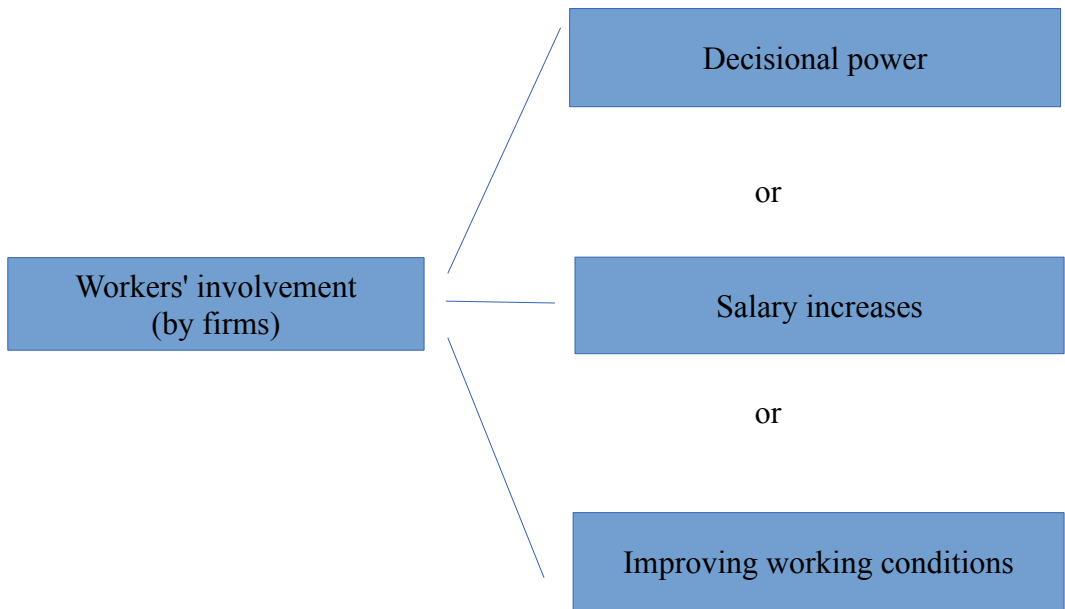 Decisional power
or
Workers' involvement
(by firms)
Salary increases
or
Improving working conditions